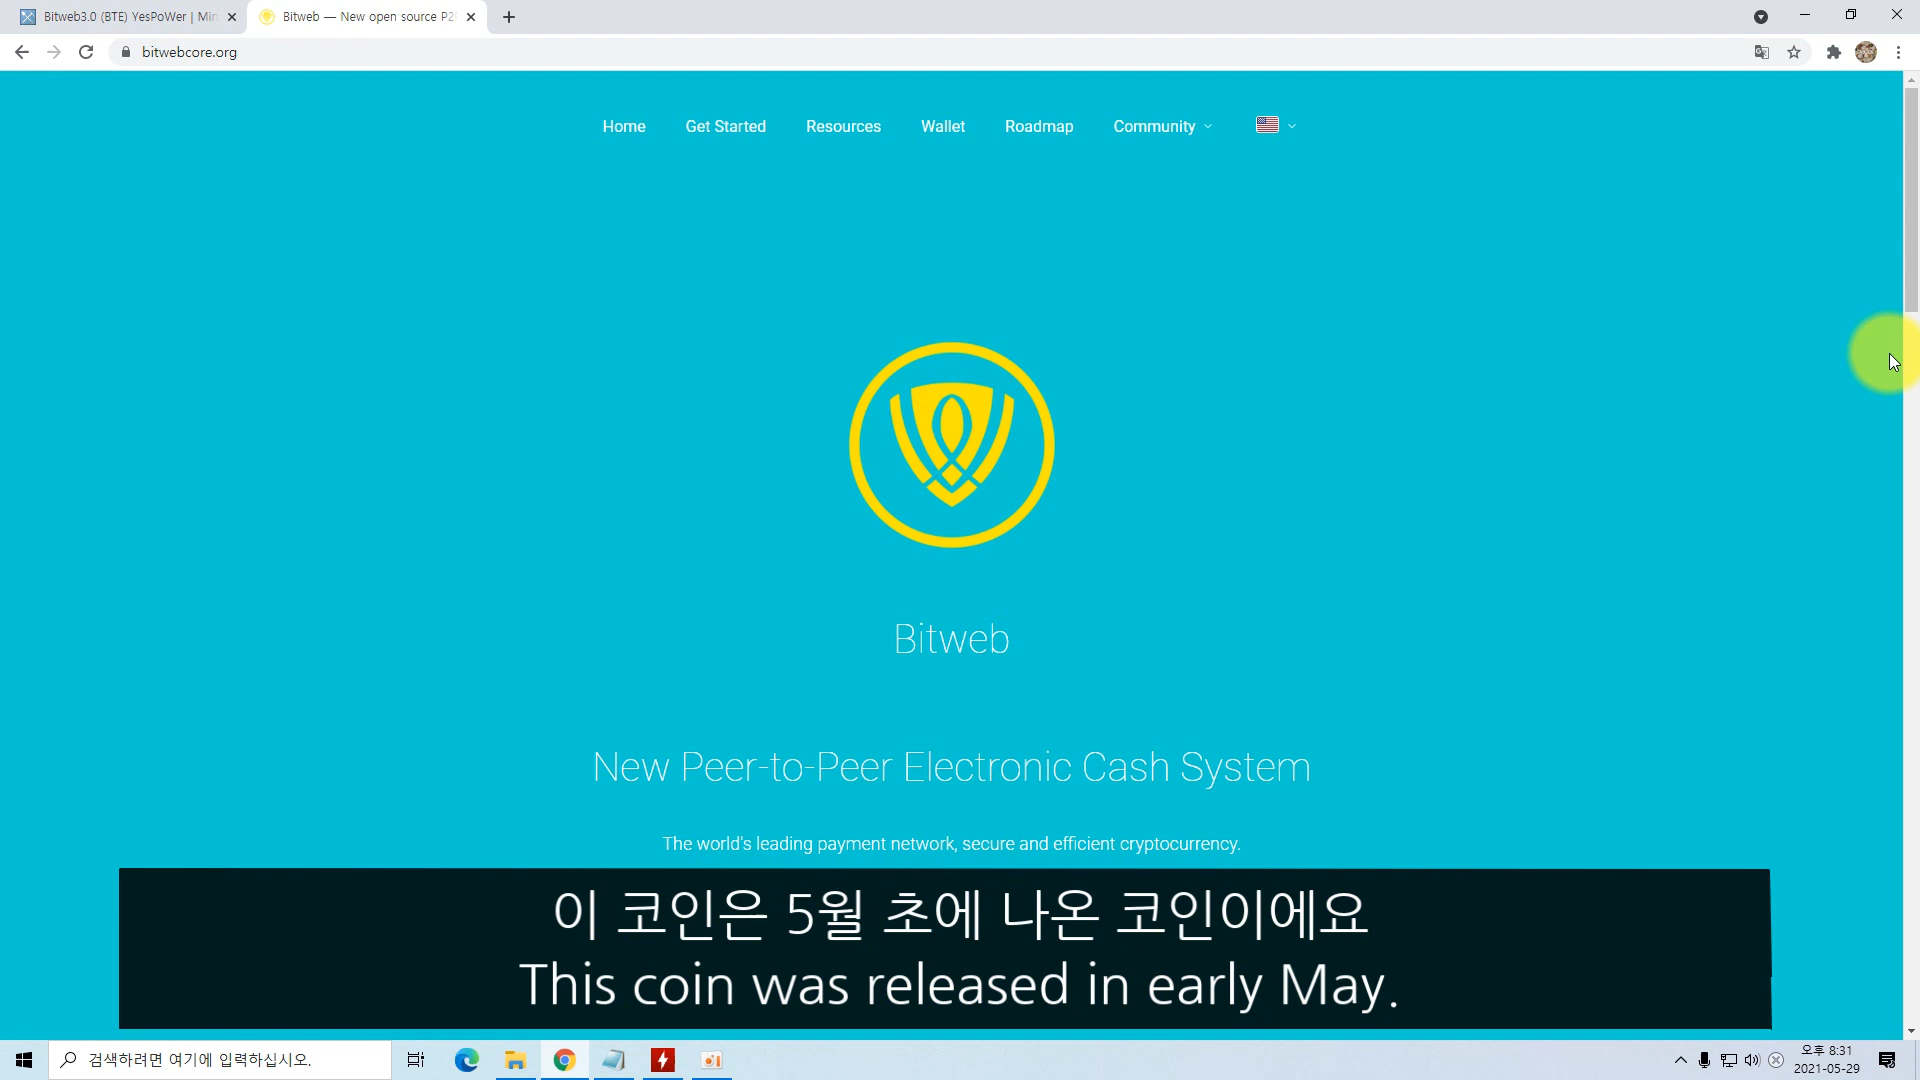 Bitweb3.0 (BTE) YesPoWer | Min
Bitweb — New open source P2P
bitwebcore.org
Home Get Started Resources Wallet Roadmap Community
Bitweb
New Peer-to-Peer Electronic Cash System
The world's leading payment network, secure and efficient cryptocurrency.
이 코인은 5월 초에 나온 코인이에요
This coin was released in early May.
검색하려면 여기에 입력하십시오.
오후 8:31
2021-05-29